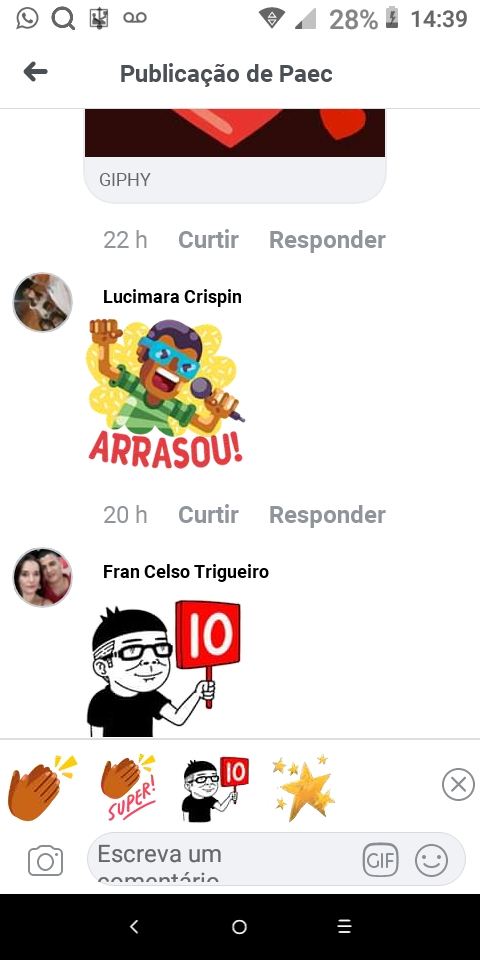 28% 14:39
Publicação de Paec
GIPHY
22 h Curtir Responder
Lucimara Crispin
ARRASOU!
20 h Curtir Responder
Fran Celso Trigueiro
10
SUPER!
10
Escreva um
comentário
GIF